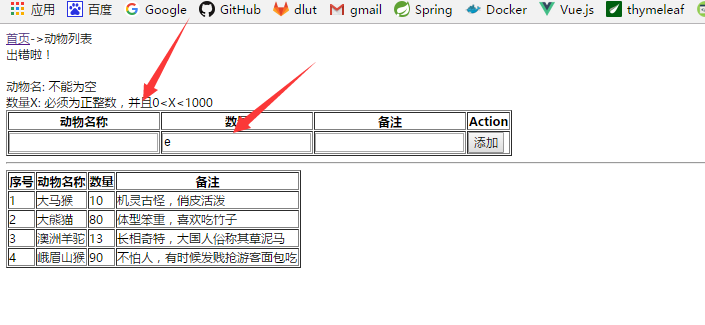 应用 百度 Google GitHub dlut gmail Spring Docker Vue.js thymeleaf
首页->动物列表
出错啦！
动物名: 不能为空
数量X: 必须为正整数，并且0<X<1000
动物名称 数量 备注 Action
e 添加
序号 动物名称 数量 备注
1 大马猴 10 机灵古怪，俏皮活泼
2 大熊猫 80 体型笨重，喜欢吃竹子
3 澳洲羊驼 13 长相奇特，大国人俗称其草泥马
4 峨眉山猴 90 不怕人，有时候发贱抢游客面包吃